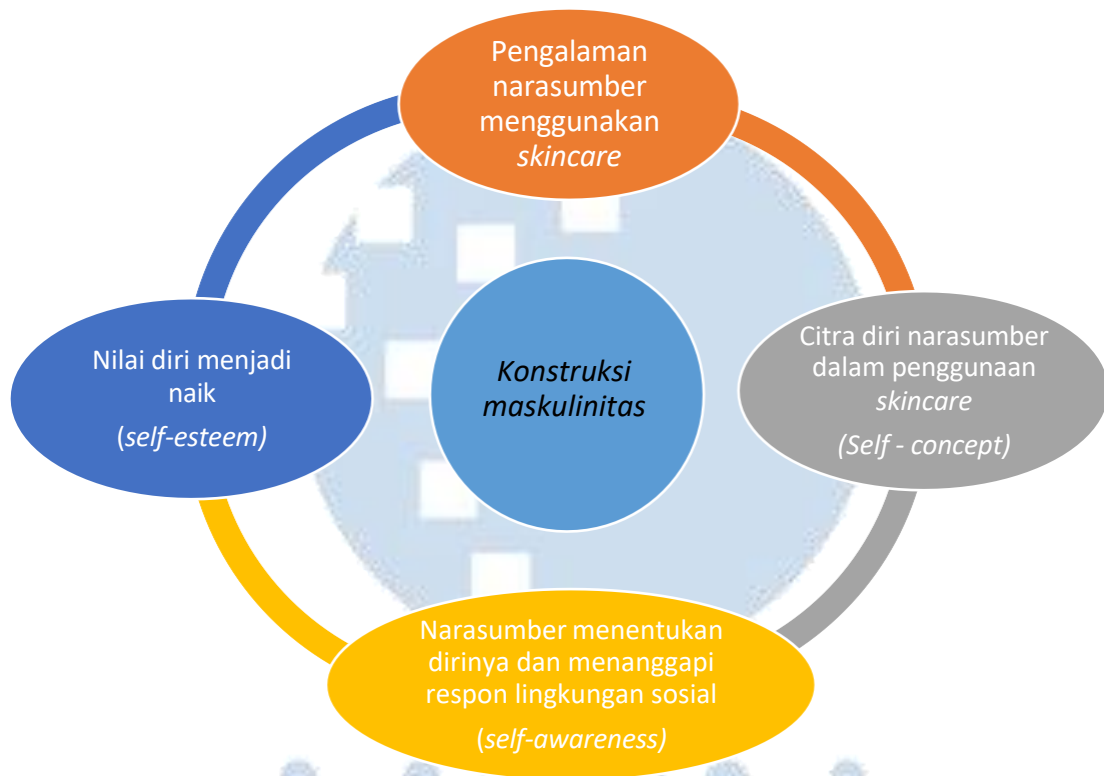 Pengalaman
narasumber
menggunakan
skincare
Citra diri narasumber
dalam penggunaan
skincare
(Self - concept)
Narasumber menentukan
dirinya dan menanggapi
respon lingkungan sosial
(self-awareness)
Nilai diri menjadi
naik
(self-esteem)
Konstruksi
maskulinitas